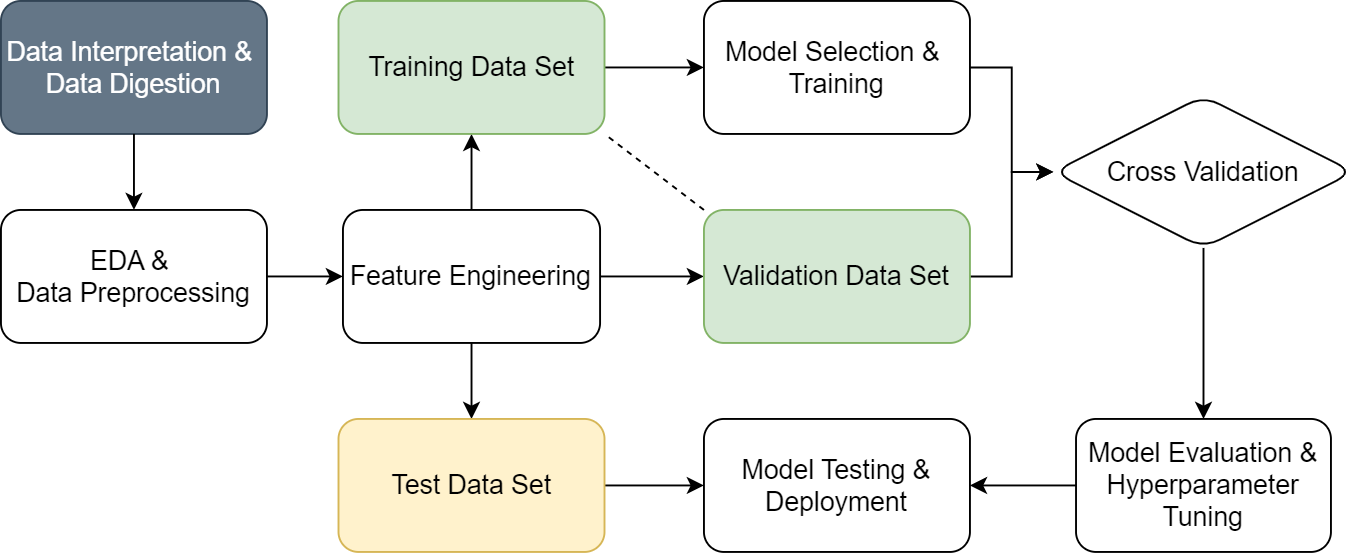 Data Interpretation &
Data Digestion
Training Data Set
Model Selection &
Training
Cross Validation
EDA &
Data Preprocessing
Feature Engineering
Validation Data Set
Test Data Set
Model Testing &
Deployment
Model Evaluation &
Hyperparameter
Tuning